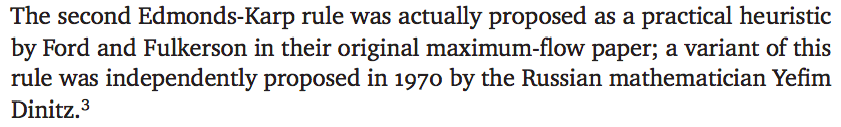 The second Edmonds-Karp rule was actually proposed as a practical heuristic
by Ford and Fulkerson in their original maximum-flow paper; a variant of this
rule was independently proposed in 1970 by the Russian mathematician Yefim
Dinitz.³